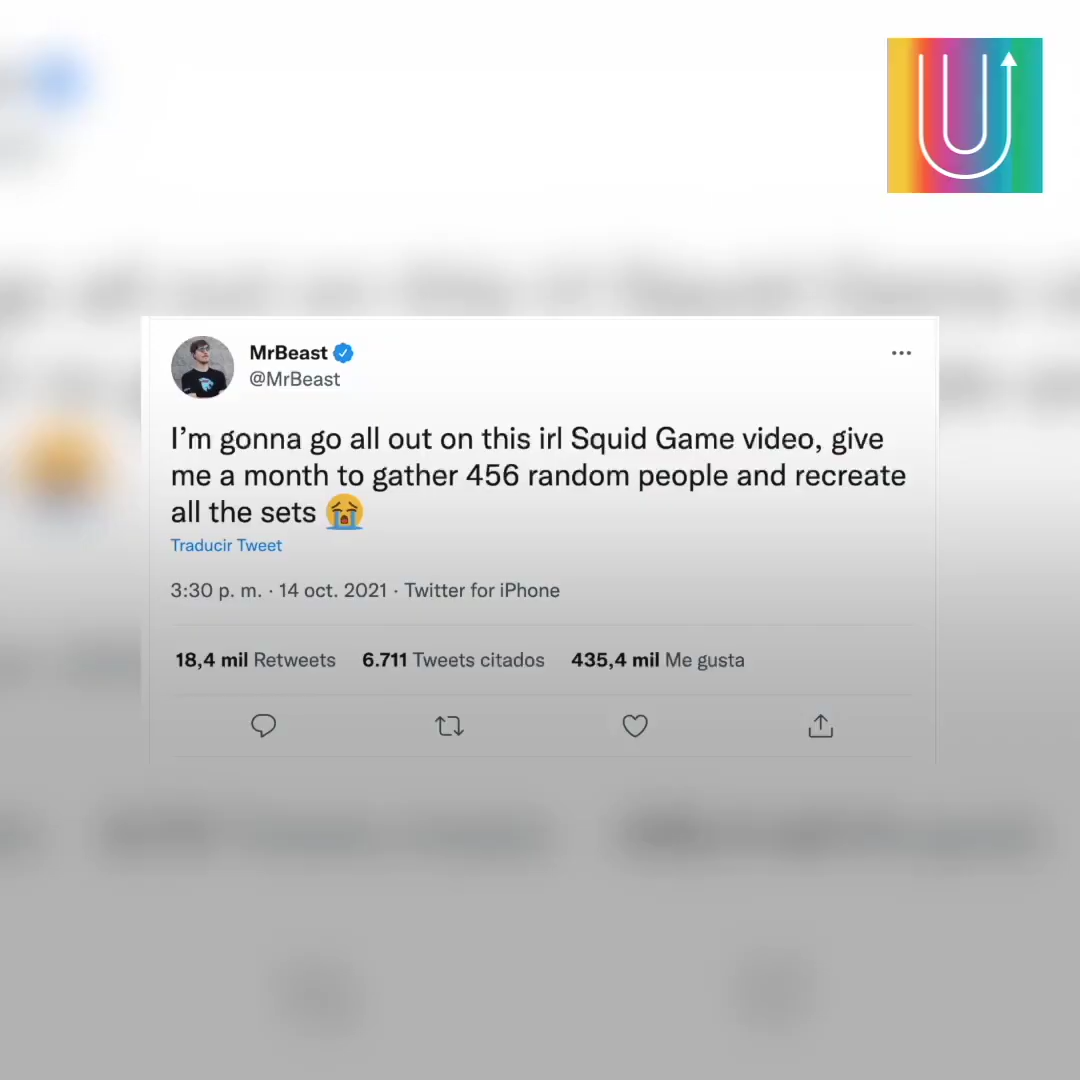 MrBeast
@MrBeast
I’m gonna go all out on this irl Squid Game video, give
me a month to gather 456 random people and recreate
all the sets 😭
Traducir Tweet
3:30 p. m. · 14 oct. 2021 · Twitter for iPhone
18,4 mil Retweets 6.711 Tweets citados 435,4 mil Me gusta